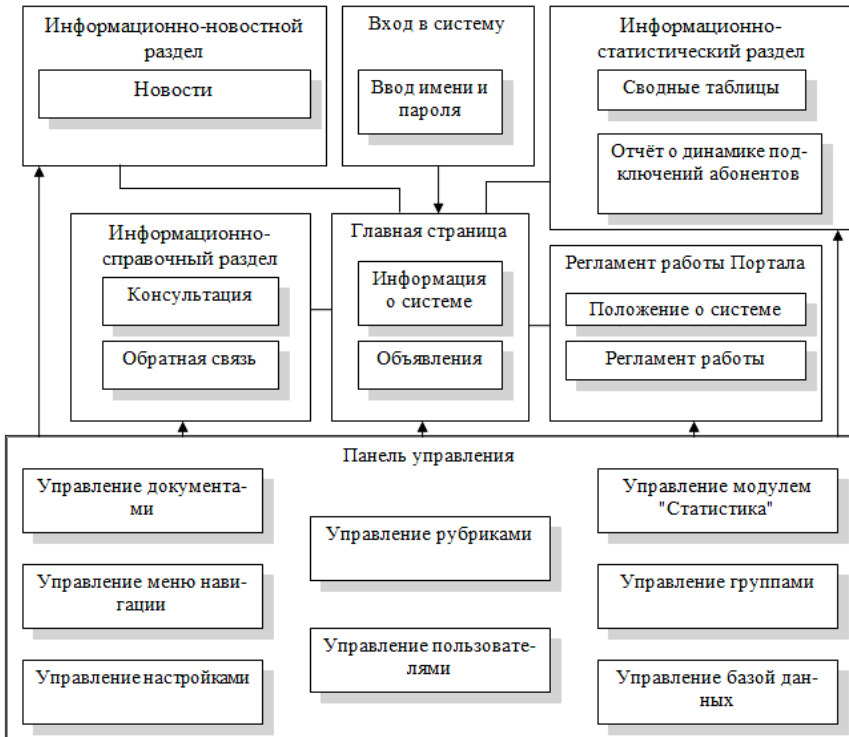 Информационно-новостной
раздел
Новости
Вход в систему
Ввод имени и
пароля
Информационно-
статистический раздел
Сводные таблицы
Отчёт о динамике под-
ключений абонентов
Информационно-
справочный раздел
Консультация
Обратная связь
Главная страница
Информация
о системе
Объявления
Регламент работы Портала
Положение о системе
Регламент работы
Панель управления
Управление документа-
ми
Управление меню нави-
гации
Управление настройками
Управление рубриками
Управление пользовате-
лями
Управление модулем
"Статистика"
Управление группами
Управление базой дан-
ных